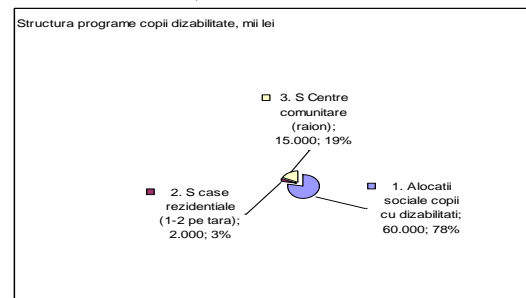 Structura programe copii dizabilitate, mii lei
3. S Centre
comunitare
(raion);
15.000; 19%
2. S case
rezidentiale
(1-2 pe tara);
2.000; 3%
1. Alocatii
sociale copii
cu dizabilitati;
60.000; 78%